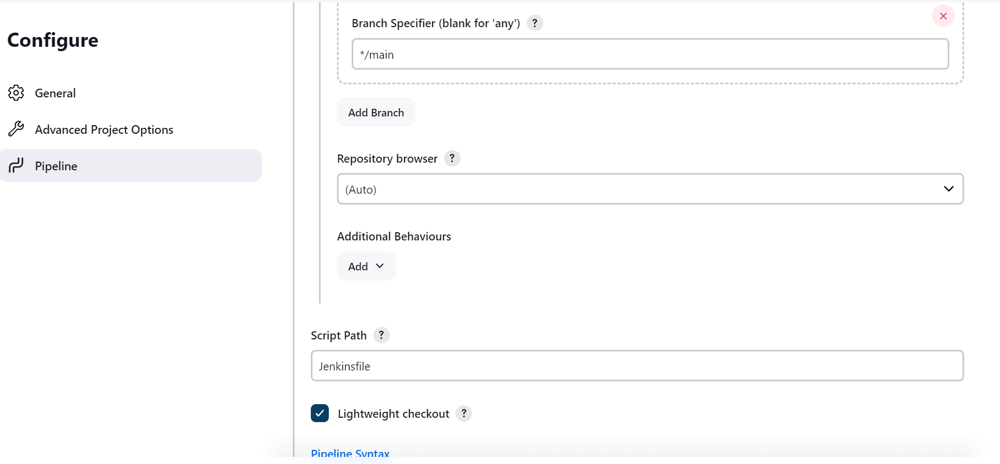 Configure
General
Advanced Project Options
Pipeline
Branch Specifier (blank for 'any') ?
*/main
Add Branch
Repository browser ?
(Auto)
Additional Behaviours
Add
Script Path ?
Jenkinsfile
Lightweight checkout ?
Pipeline Syntax